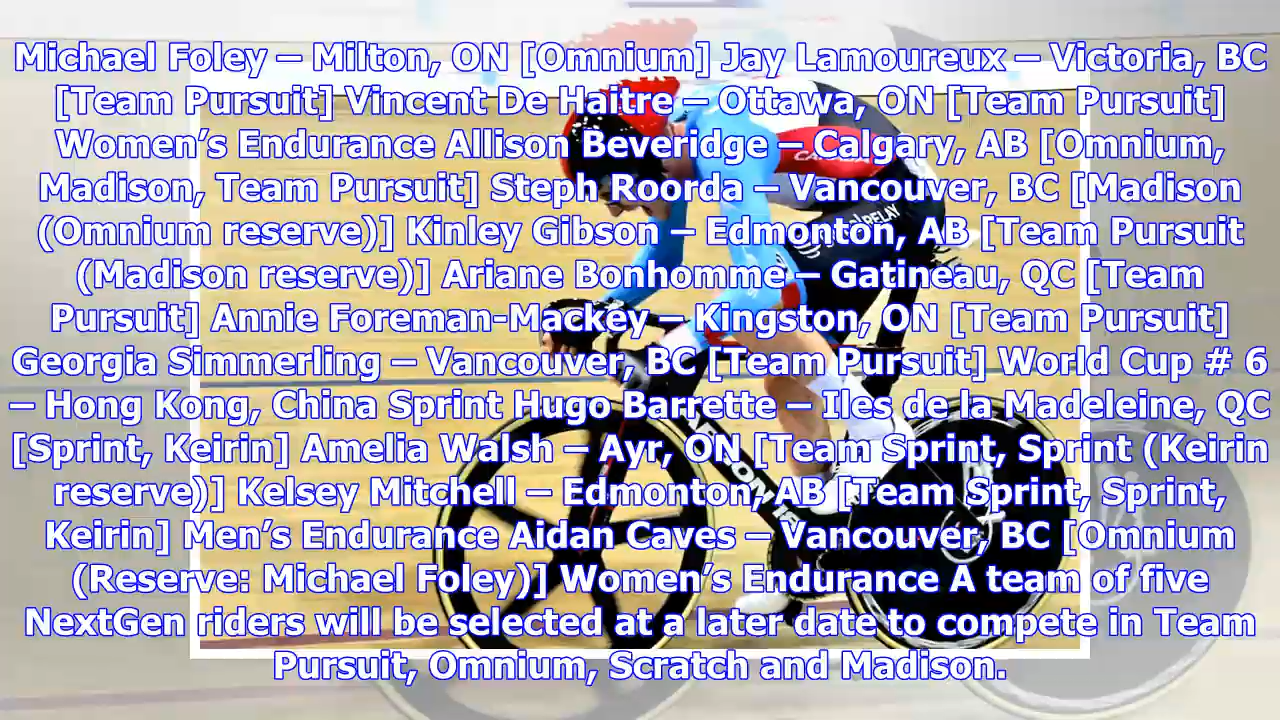 Michael Foley – Milton, ON [Omnium] Jay Lamoureux – Victoria, BC
[Team Pursuit] Vincent De Haitre – Ottawa, ON [Team Pursuit]
Women’s Endurance Allison Beveridge – Calgary, AB [Omnium,
Madison, Team Pursuit] Steph Roorda – Vancouver, BC [Madison
(Omnium reserve)] Kinley Gibson – Edmonton, AB [Team Pursuit
(Madison reserve)] Ariane Bonhomme – Gatineau, QC [Team
Pursuit] Annie Foreman-Mackey – Kingston, ON [Team Pursuit]
Georgia Simmerling – Vancouver, BC [Team Pursuit] World Cup # 6
– Hong Kong, China Sprint Hugo Barrette – Iles de la Madeleine, QC
[Sprint, Keirin] Amelia Walsh – Ayr, ON [Team Sprint, Sprint (Keirin
reserve)] Kelsey Mitchell – Edmonton, AB [Team Sprint, Sprint,
Keirin] Men’s Endurance Aidan Caves – Vancouver, BC [Omnium
(Reserve: Michael Foley)] Women’s Endurance A team of five
NextGen riders will be selected at a later date to compete in Team
Pursuit, Omnium, Scratch and Madison.